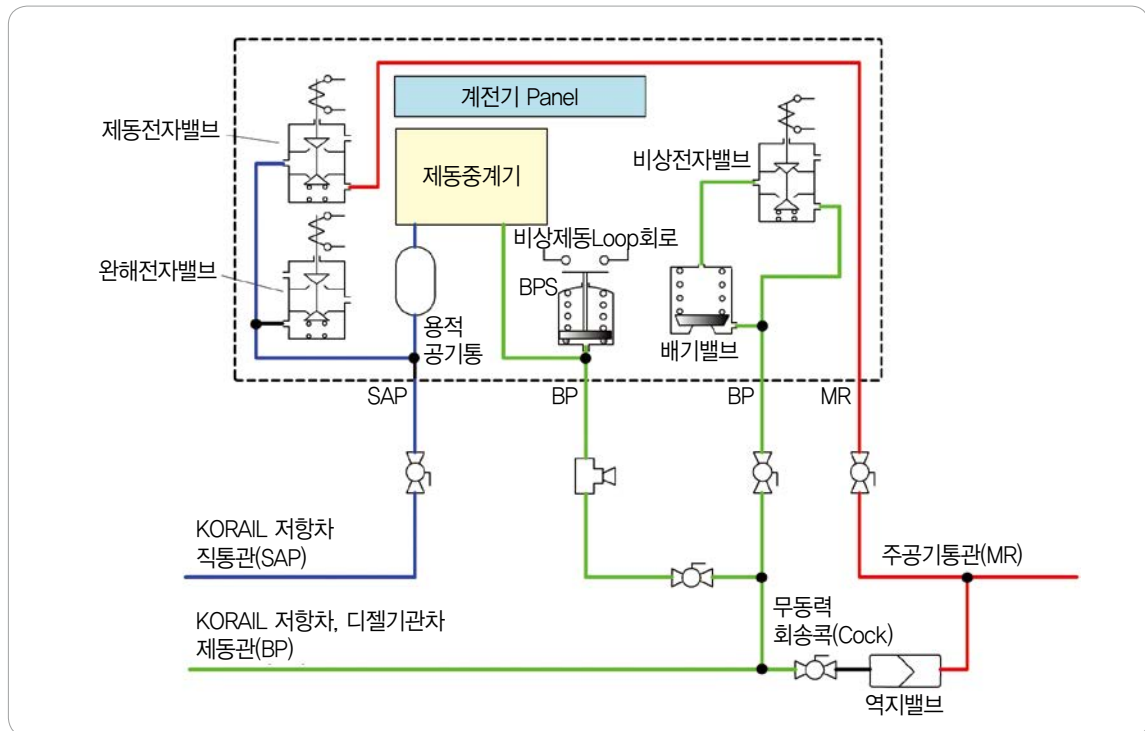 계전기 Panel
제동전자밸브
제동중계기
비상전자밸브
비상제동Loop회로
완해전자밸브
BPS
용적
공기통
배기밸브
SAP
BP
BP
MR
KORAIL 저항차
직통관(SAP)
주공기통관(MR)
KORAIL 저항차, 디젤기관차
제동관(BP)
무동력
회송콕(Cock)
역지밸브